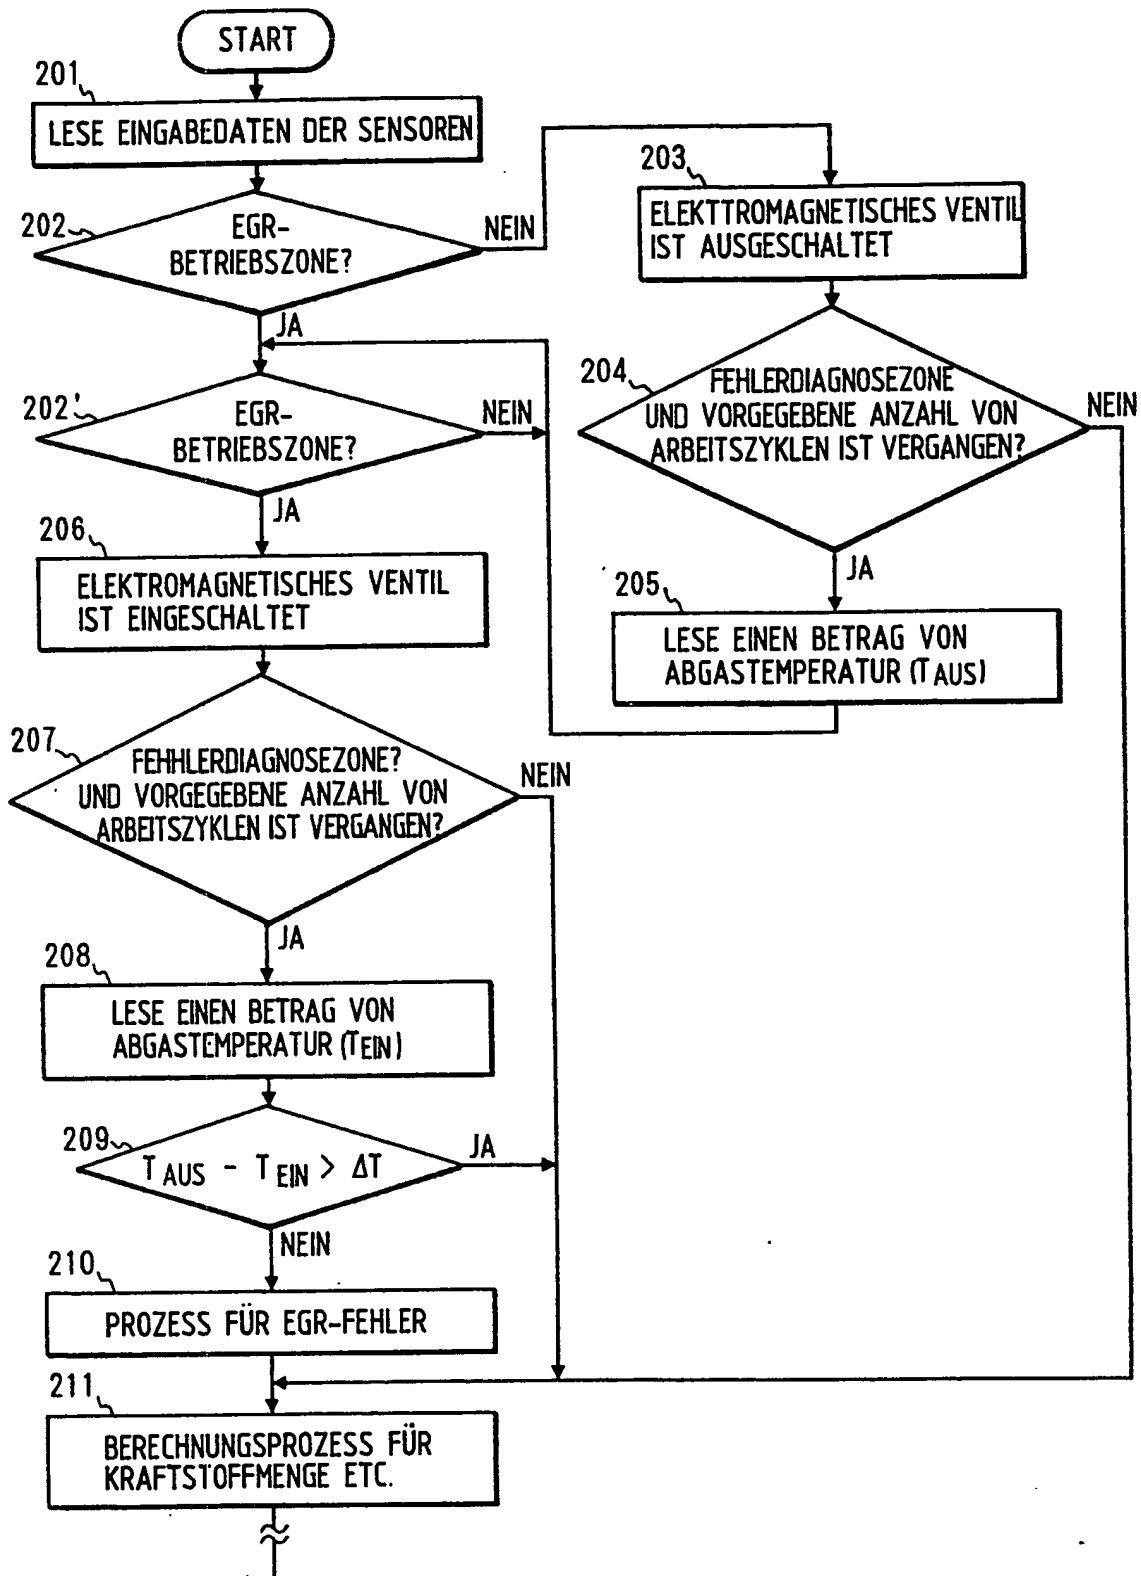 START
201
LESE EINGABEDATEN DER SENSOREN
202
EGR-
BETRIEBSZONE?
NEIN
JA
203
ELEKTTROMAGNETISCHES VENTIL
IST AUSGESCHALTET
204
FEHLERDIAGNOSEZONE
UND VORGEGEBENE ANZAHL VON
ARBEITSZYKLEN IST VERGANGEN?
NEIN
JA
205
LESE EINEN BETRAG VON
ABGASTEMPERATUR (TAUS)
202'
EGR-
BETRIEBSZONE?
NEIN
JA
206
ELEKTROMAGNETISCHES VENTIL
IST EINGESCHALTET
207
FEHHLERDIAGNOSEZONE?
UND VORGEGEBENE ANZAHL VON
ARBEITSZYKLEN IST VERGANGEN?
NEIN
JA
208
LESE EINEN BETRAG VON
ABGASTEMPERATUR (TEIN)
209
T AUS - T EIN > ΔT
JA
NEIN
210
PROZESS FÜR EGR-FEHLER
211
BERECHNUNGSPROZESS FÜR
KRAFTSTOFFMENGE ETC.